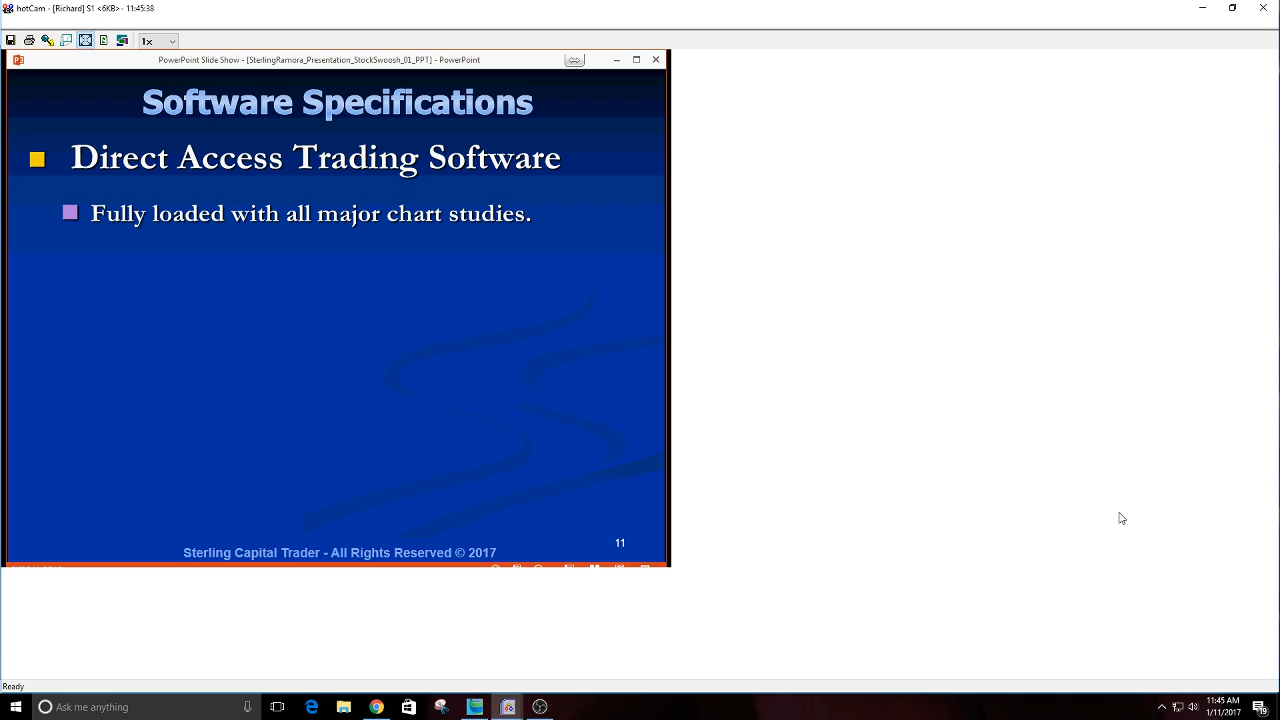 hotCam - [Richard] S1 <6KB> - 11:45:38
1x
PowerPoint Slide Show - [SterlingRamora_Presentation_StockSwoosh_01_PPT] - PowerPoint
Software Specifications
Direct Access Trading Software
Fully loaded with all major chart studies.
11
Sterling Capital Trader - All Rights Reserved © 2017
Ready
Ask me anything
11:45 AM
1/11/2017